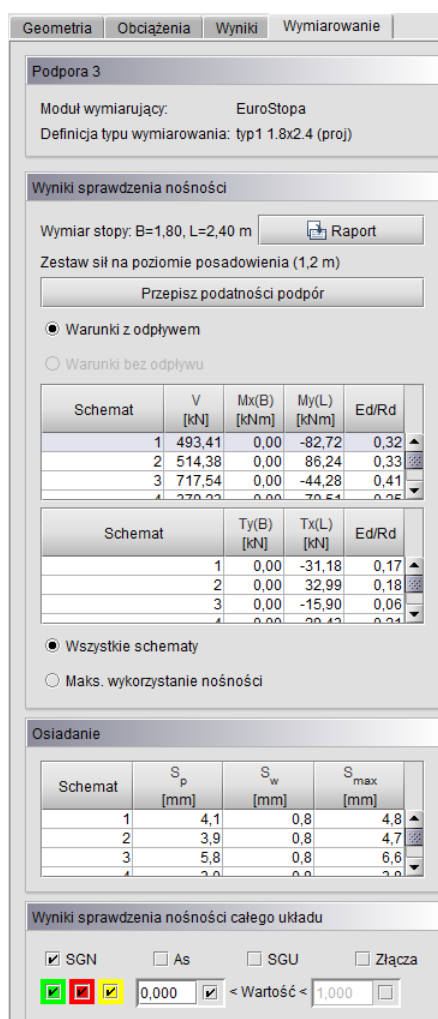 Geometria Obciążenia Wyniki Wymiarowanie
Podpora 3
Moduł wymiarujący: EuroStopa
Definicja typu wymiarowania: typ1 1.8x2.4 (proj)
Wyniki sprawdzenia nośności
Wymiar stopy: B=1,80, L=2,40 m Raport
Zestaw sił na poziomie posadowienia (1,2 m)
Przepisz podatności podpór
Warunki z odpływem
Warunki bez odpływu
Schemat V [kN] Mx(B) [kNm] My(L) [kNm] Ed/Rd
1 493,41 0,00 -82,72 0,32
2 514,38 0,00 86,24 0,33
3 717,54 0,00 -44,28 0,41
Schemat Ty(B) [kN] Tx(L) [kN] Ed/Rd
1 0,00 -31,18 0,17
2 0,00 32,99 0,18
3 0,00 -15,90 0,06
Wszystkie schematy
Maks. wykorzystanie nośności
Osiadanie
Schemat Sp [mm] Sw [mm] Smax [mm]
1 4,1 0,8 4,8
2 3,9 0,8 4,7
3 5,8 0,8 6,6
Wyniki sprawdzenia nośności całego układu
SGN As SGU Złącza
0,000 < Wartość < 1,000